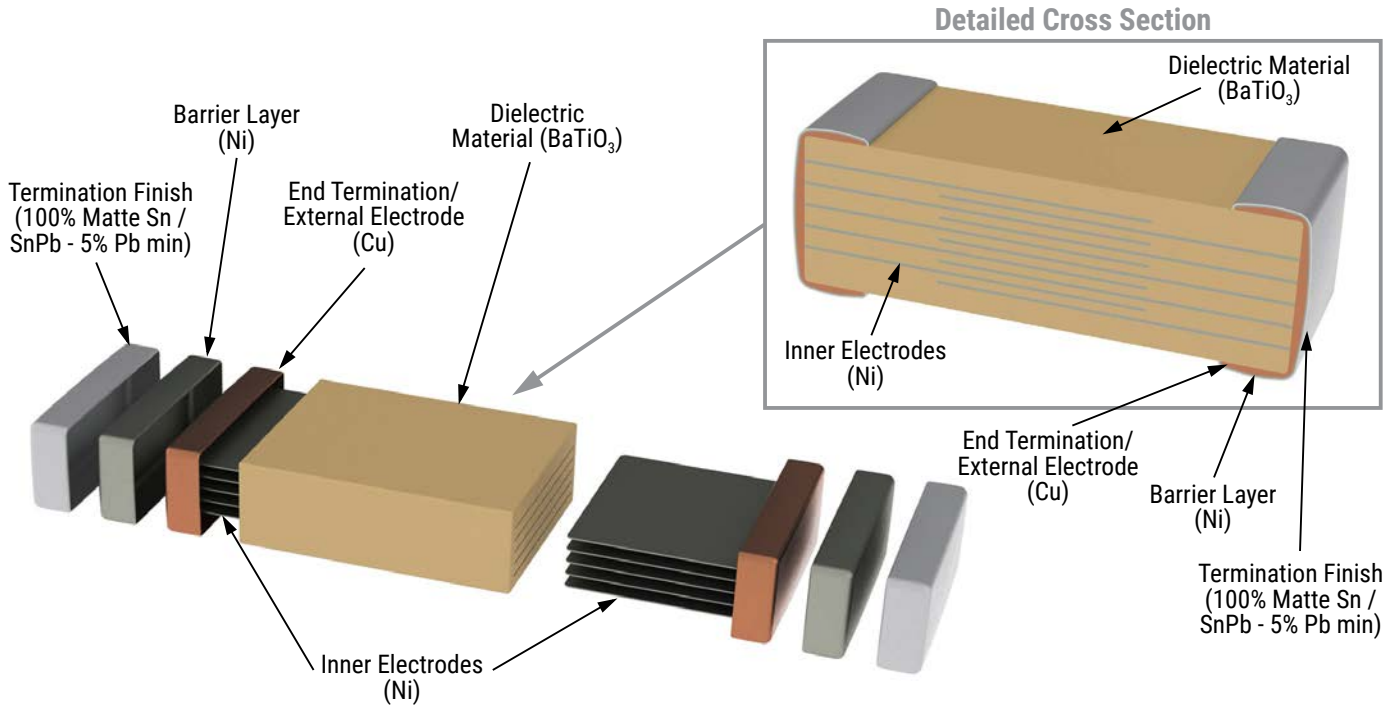 Detailed Cross Section
Dielectric Material
(BaTiO₃)
Barrier Layer
(Ni)
Dielectric
Material (BaTiO₃)
Termination Finish
(100% Matte Sn /
SnPb - 5% Pb min)
End Termination/
External Electrode
(Cu)
Inner Electrodes
(Ni)
End Termination/
External Electrode
(Cu)
Barrier Layer
(Ni)
Termination Finish
(100% Matte Sn /
SnPb - 5% Pb min)
Inner Electrodes
(Ni)